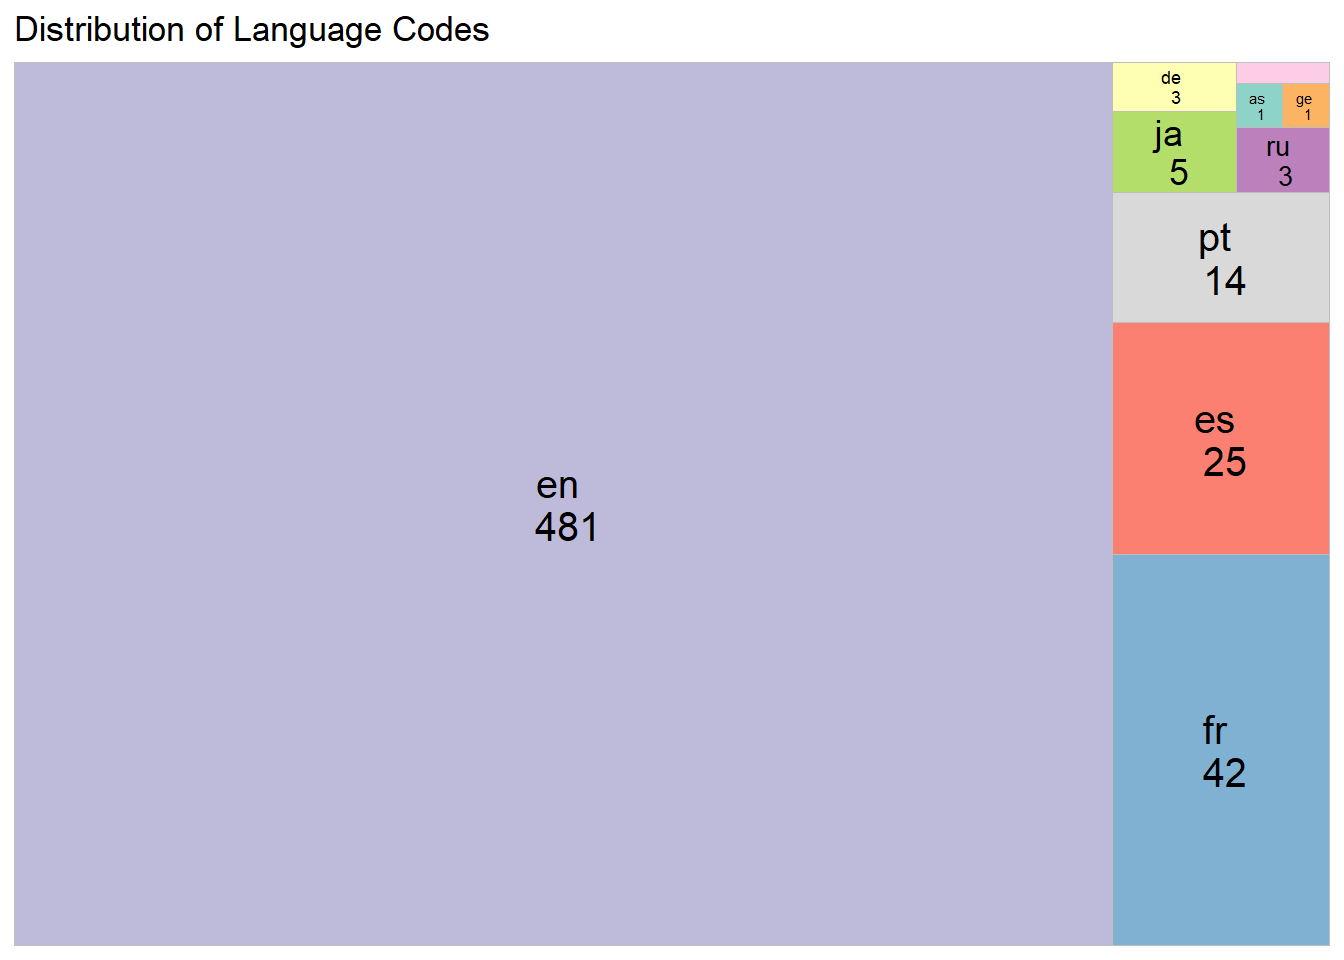 Distribution of Language Codes
de
3
as
1
ge
1
ja
5
ru
3
pt
14
es
25
en
481
fr
42